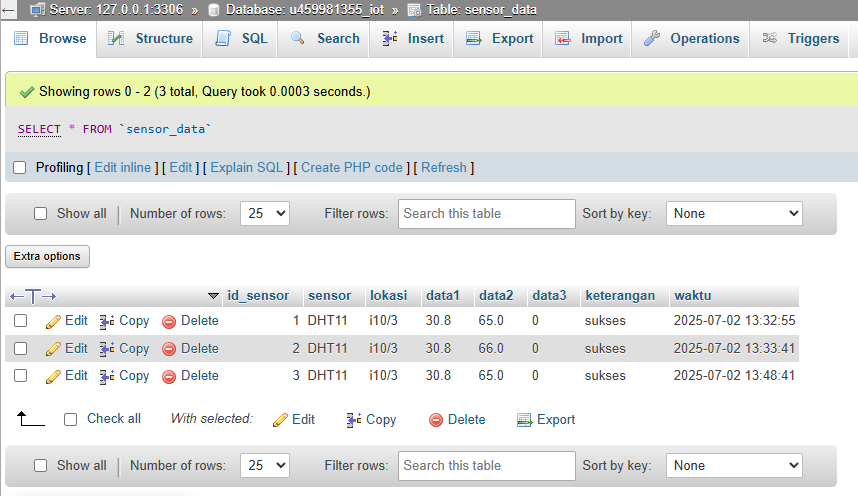 Server: 127.0.0.1:3306 » Database: u459981355_iot » Table: sensor_data
Browse Structure SQL Search Insert Export Import Operations Triggers
Showing rows 0 - 2 (3 total, Query took 0.0003 seconds.)
SELECT * FROM `sensor_data`
Profiling [ Edit inline ] [ Edit ] [ Explain SQL ] [ Create PHP code ] [ Refresh ]
Show all Number of rows: 25 Filter rows: Search this table Sort by key: None
Extra options
id_sensor sensor lokasi data1 data2 data3 keterangan waktu
Edit Copy Delete 1 DHT11 i10/3 30.8 65.0 0 sukses 2025-07-02 13:32:55
Edit Copy Delete 2 DHT11 i10/3 30.8 66.0 0 sukses 2025-07-02 13:33:41
Edit Copy Delete 3 DHT11 i10/3 30.8 65.0 0 sukses 2025-07-02 13:48:41
Check all With selected: Edit Copy Delete Export
Show all Number of rows: 25 Filter rows: Search this table Sort by key: None